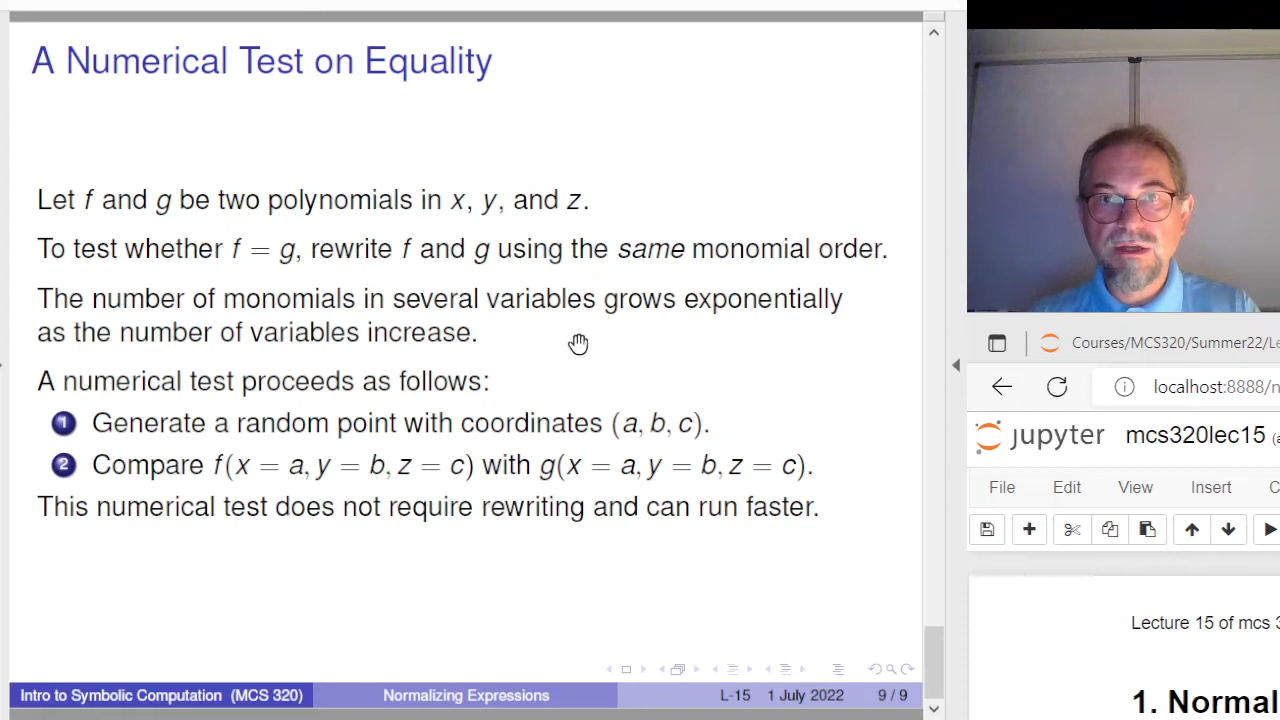 A Numerical Test on Equality
Let f and g be two polynomials in x, y, and z.
To test whether f = g, rewrite f and g using the same monomial order.
The number of monomials in several variables grows exponentially
as the number of variables increase.
A numerical test proceeds as follows:
1 Generate a random point with coordinates (a, b, c).
2 Compare f(x = a, y = b, z = c) with g(x = a, y = b, z = c).
This numerical test does not require rewriting and can run faster.
Intro to Symbolic Computation (MCS 320) Normalizing Expressions L-15 1 July 2022 9 / 9
Courses/MCS320/Summer22/Le
localhost:8888/n
jupyter mcs320lec15 (a
File Edit View Insert C
Lecture 15 of mcs 3
1. Normal